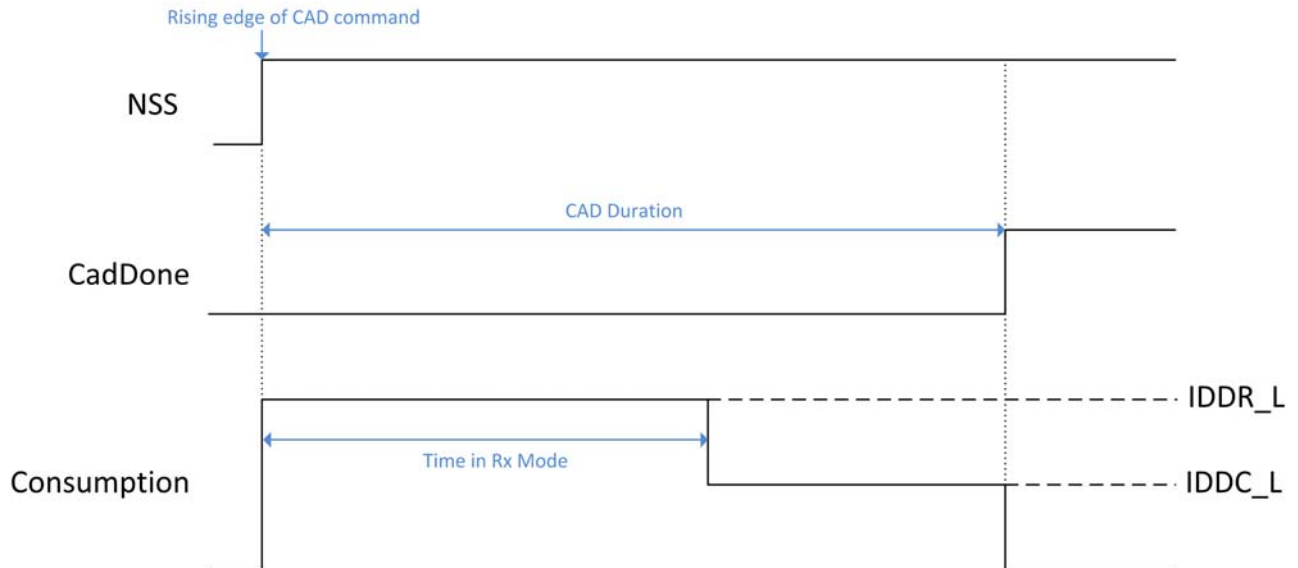 Rising edge of CAD command
NSS
CAD Duration
CadDone
IDDR_L
Time in Rx Mode
Consumption
IDDC_L